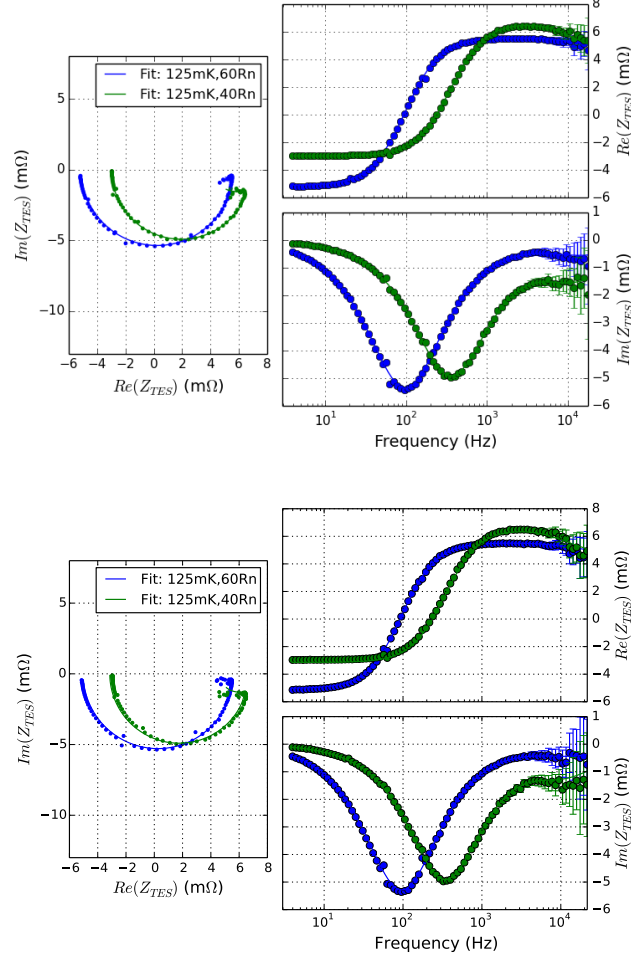 Fit: 125mK,60Rn
Fit: 125mK,40Rn
5
0
−5
−10
−6 −4 −2 0 2 4 6 8
Re(Z_TES) (mΩ)
Im(Z_TES) (mΩ)
8
6
4
2
0
−2
−4
−6
Re(Z_TES) (mΩ)
1
0
−1
−2
−3
−4
−5
−6
Im(Z_TES) (mΩ)
10^1 10^2 10^3 10^4
Frequency (Hz)
Fit: 125mK,60Rn
Fit: 125mK,40Rn
5
0
−5
−10
−6 −4 −2 0 2 4 6 8
Re(Z_TES) (mΩ)
Im(Z_TES) (mΩ)
8
6
4
2
0
−2
−4
−6
Re(Z_TES) (mΩ)
1
0
−1
−2
−3
−4
−5
−6
Im(Z_TES) (mΩ)
10^1 10^2 10^3 10^4
Frequency (Hz)